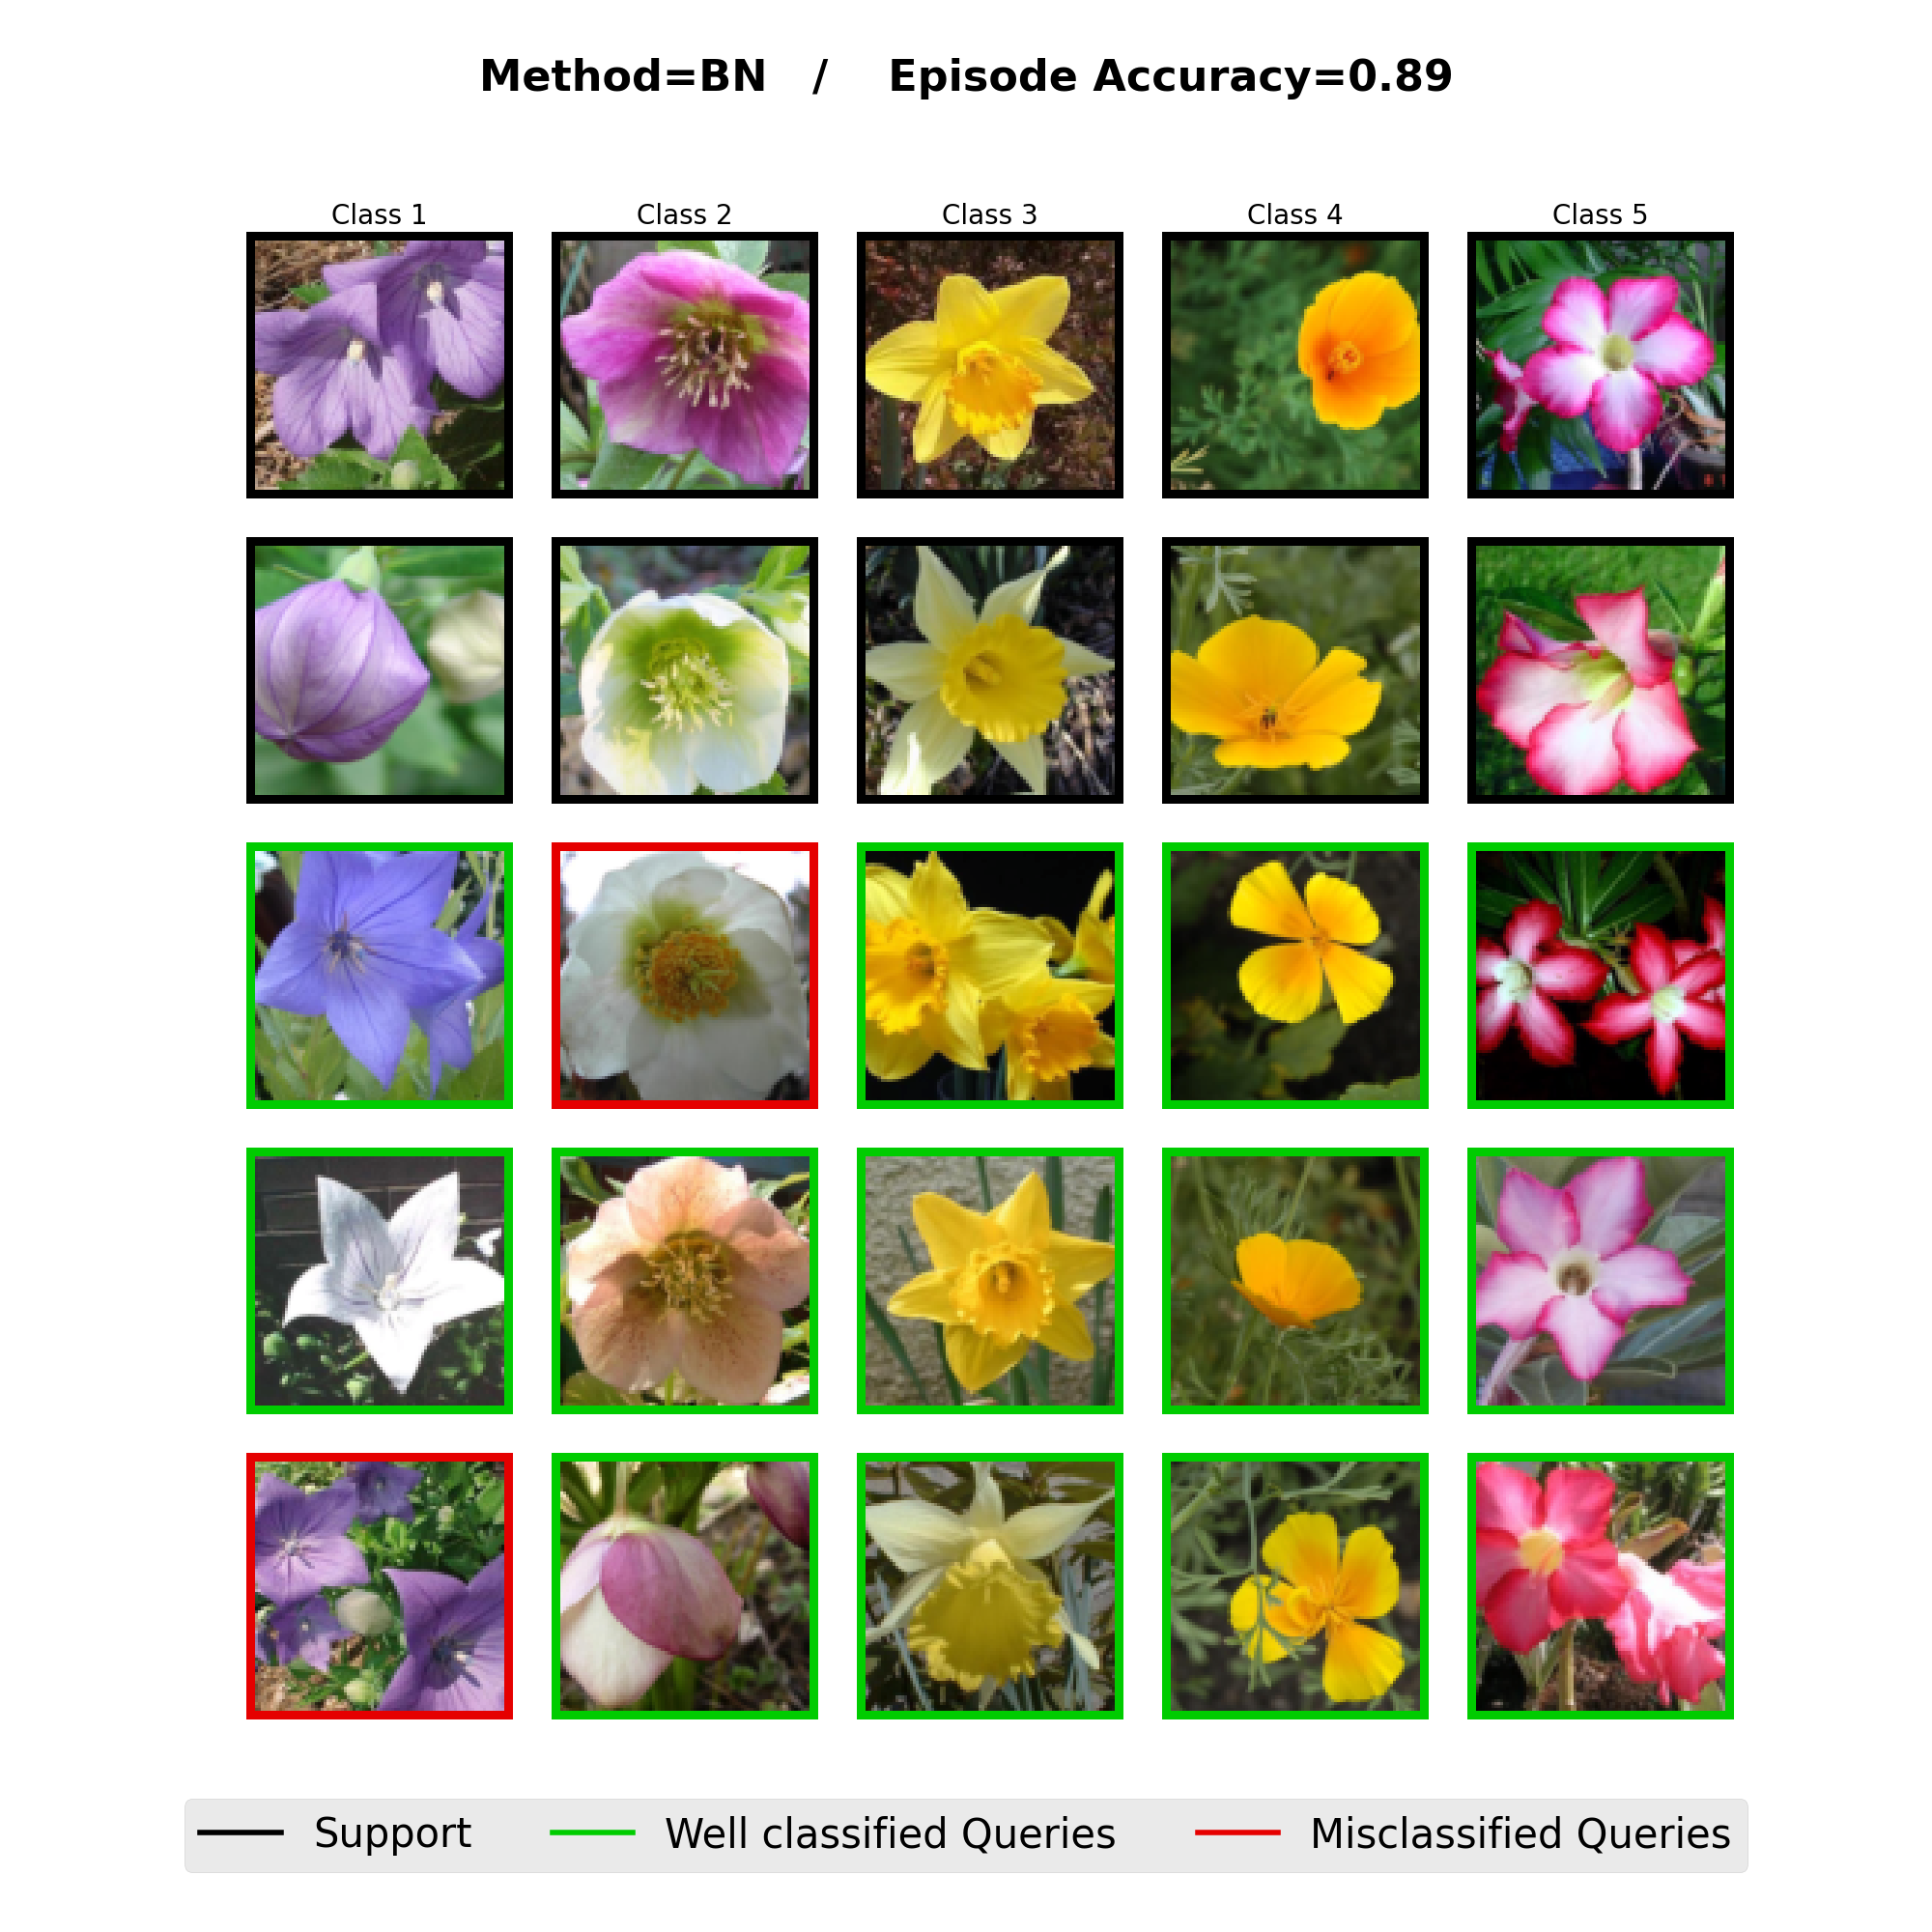 Method=BN / Episode Accuracy=0.89
Class 1 Class 2 Class 3 Class 4 Class 5
Support Well classified Queries Misclassified Queries